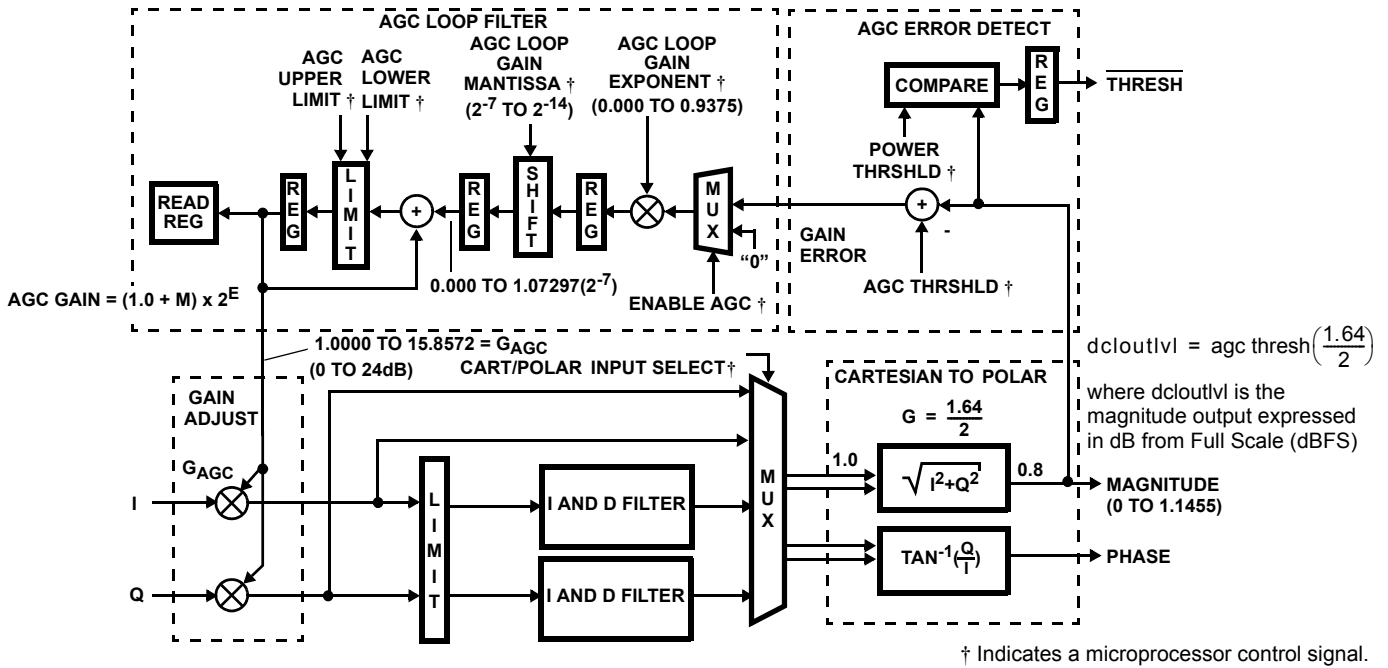 AGC LOOP FILTER
AGC
UPPER
LIMIT †
AGC
LOWER
LIMIT †
AGC LOOP
GAIN
MANTISSA †
(2-7 TO 2-14)
AGC LOOP
GAIN
EXPONENT †
(0.000 TO 0.9375)
READ
REG
REG
LIMIT
+
REG
SHIFT
REG
MUX
"0"
0.000 TO 1.07297(2-7)
ENABLE AGC †
AGC GAIN = (1.0 + M) x 2E
AGC ERROR DETECT
COMPARE
REG
THRESH
POWER
THRSHLD †
+
-
GAIN
ERROR
AGC THRSHLD †
1.0000 TO 15.8572 = GAGC
(0 TO 24dB)
CART/POLAR INPUT SELECT†
GAIN
ADJUST
GAGC
I
Q
LIMIT
I AND D FILTER
I AND D FILTER
MUX
CARTESIAN TO POLAR
G = 1.64/2
1.0
√I2+Q2
0.8
TAN-1(Q/I)
dcloutlvl = agc thresh(1.64/2)
where dcloutlvl is the
magnitude output expressed
in dB from Full Scale (dBFS)
MAGNITUDE
(0 TO 1.1455)
PHASE
† Indicates a microprocessor control signal.